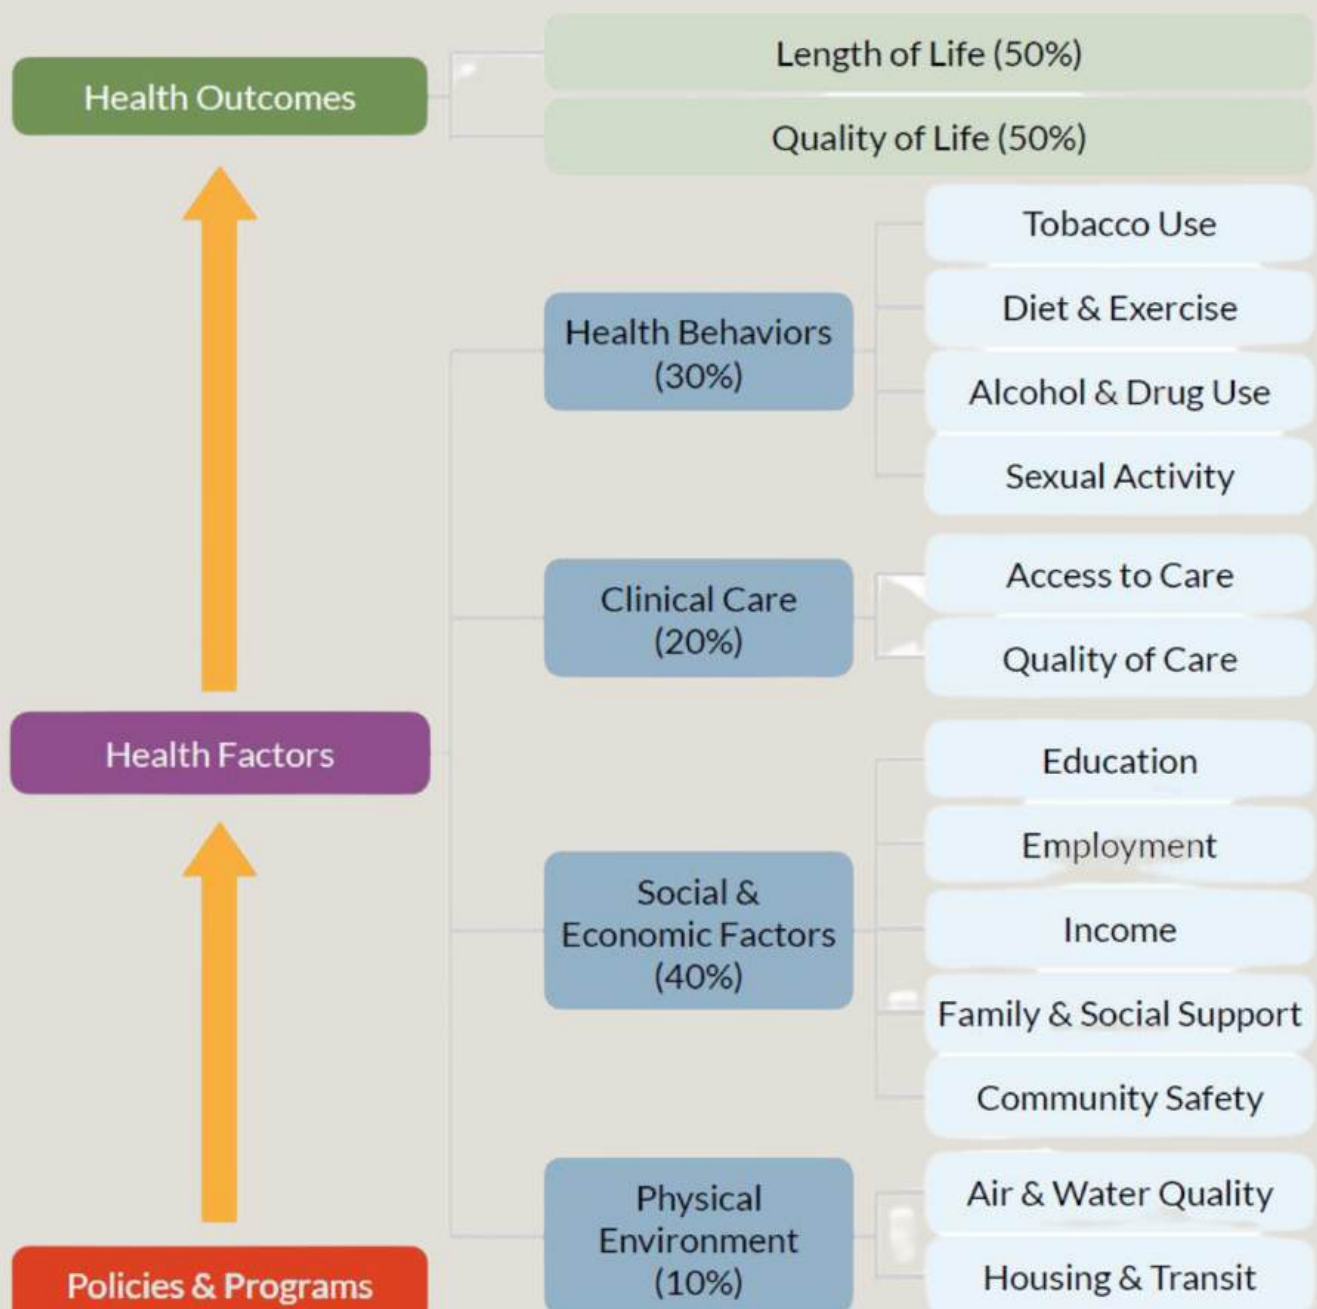 Health Outcomes
Length of Life (50%)
Quality of Life (50%)
Health Factors
Health Behaviors
(30%)
Tobacco Use
Diet & Exercise
Alcohol & Drug Use
Sexual Activity
Clinical Care
(20%)
Access to Care
Quality of Care
Social &
Economic Factors
(40%)
Education
Employment
Income
Family & Social Support
Community Safety
Physical
Environment
(10%)
Air & Water Quality
Housing & Transit
Policies & Programs